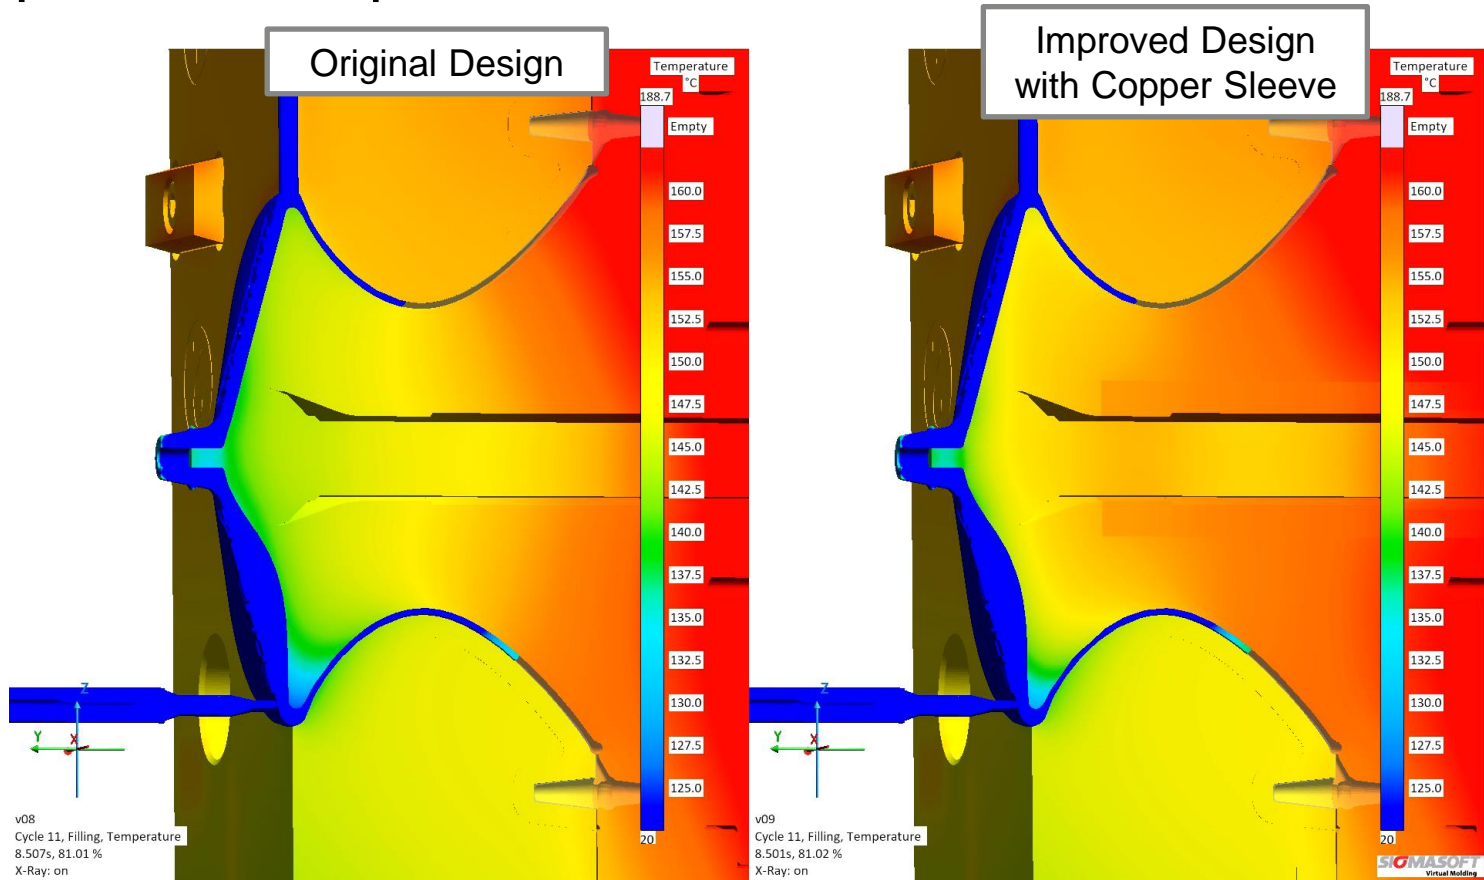 Original Design
Temperature
°C
188.7
Empty
160.0
157.5
155.0
152.5
150.0
147.5
145.0
142.5
140.0
137.5
135.0
132.5
130.0
127.5
125.0
20
Z
Y
X
v08
Cycle 11, Filling, Temperature
8.507s, 81.01 %
X-Ray: on
Improved Design
with Copper Sleeve
Temperature
°C
188.7
Empty
160.0
157.5
155.0
152.5
150.0
147.5
145.0
142.5
140.0
137.5
135.0
132.5
130.0
127.5
125.0
20
Z
Y
X
v09
Cycle 11, Filling, Temperature
8.501s, 81.02 %
X-Ray: on
SIGMASOFT
Virtual Molding